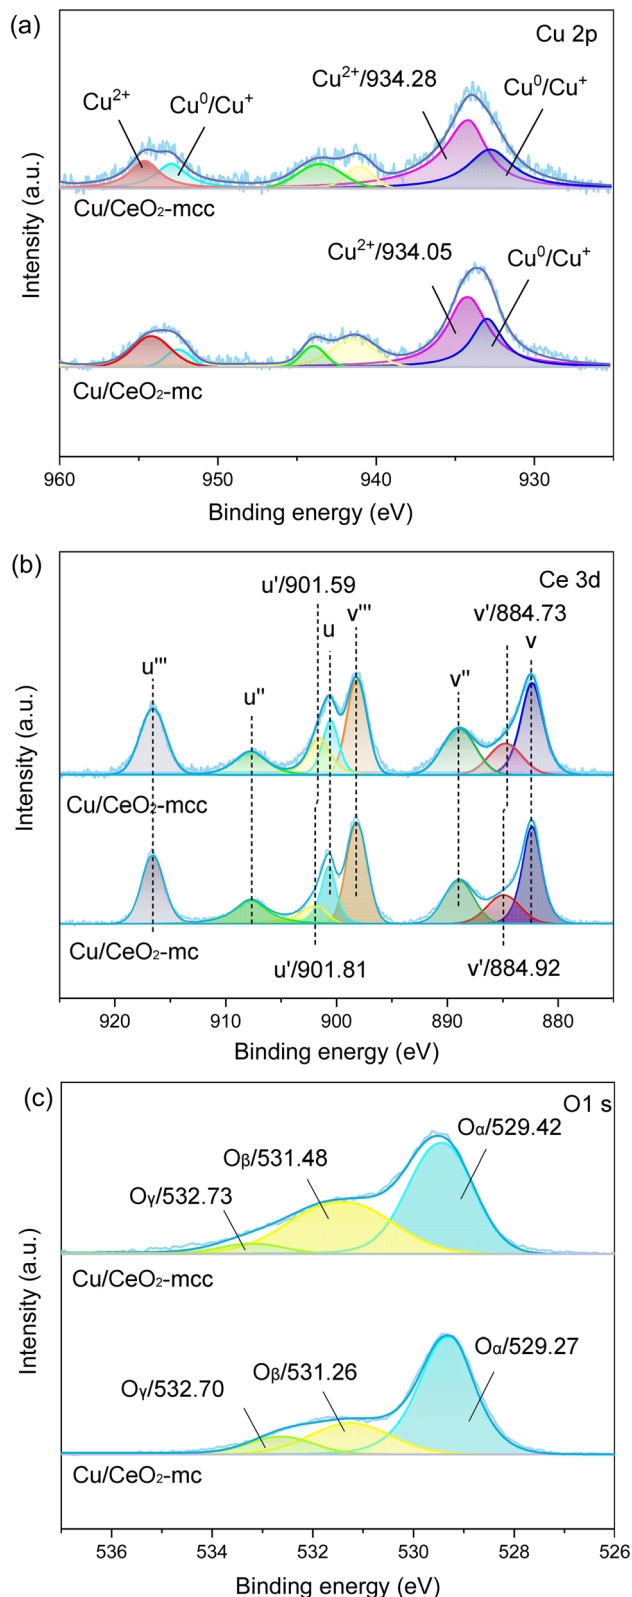 (a)
Cu 2p
Cu²⁺/934.28
Cu²⁺
Cu⁰/Cu⁺
Cu⁰/Cu⁺
Cu/CeO₂-mcc
Cu²⁺/934.05
Cu⁰/Cu⁺
Cu/CeO₂-mc
Intensity (a.u.)
960 950 940 930
Binding energy (eV)
(b)
u'/901.59
Ce 3d
u v''' v'/884.73
u''' u'' v'' v
Cu/CeO₂-mcc
Cu/CeO₂-mc
u'/901.81 v'/884.92
Intensity (a.u.)
920 910 900 890 880
Binding energy (eV)
(c)
O1 s
Oα/529.42
Oβ/531.48
Oγ/532.73
Cu/CeO₂-mcc
Oα/529.27
Oβ/531.26
Oγ/532.70
Cu/CeO₂-mc
Intensity (a.u.)
536 534 532 530 528 526
Binding energy (eV)